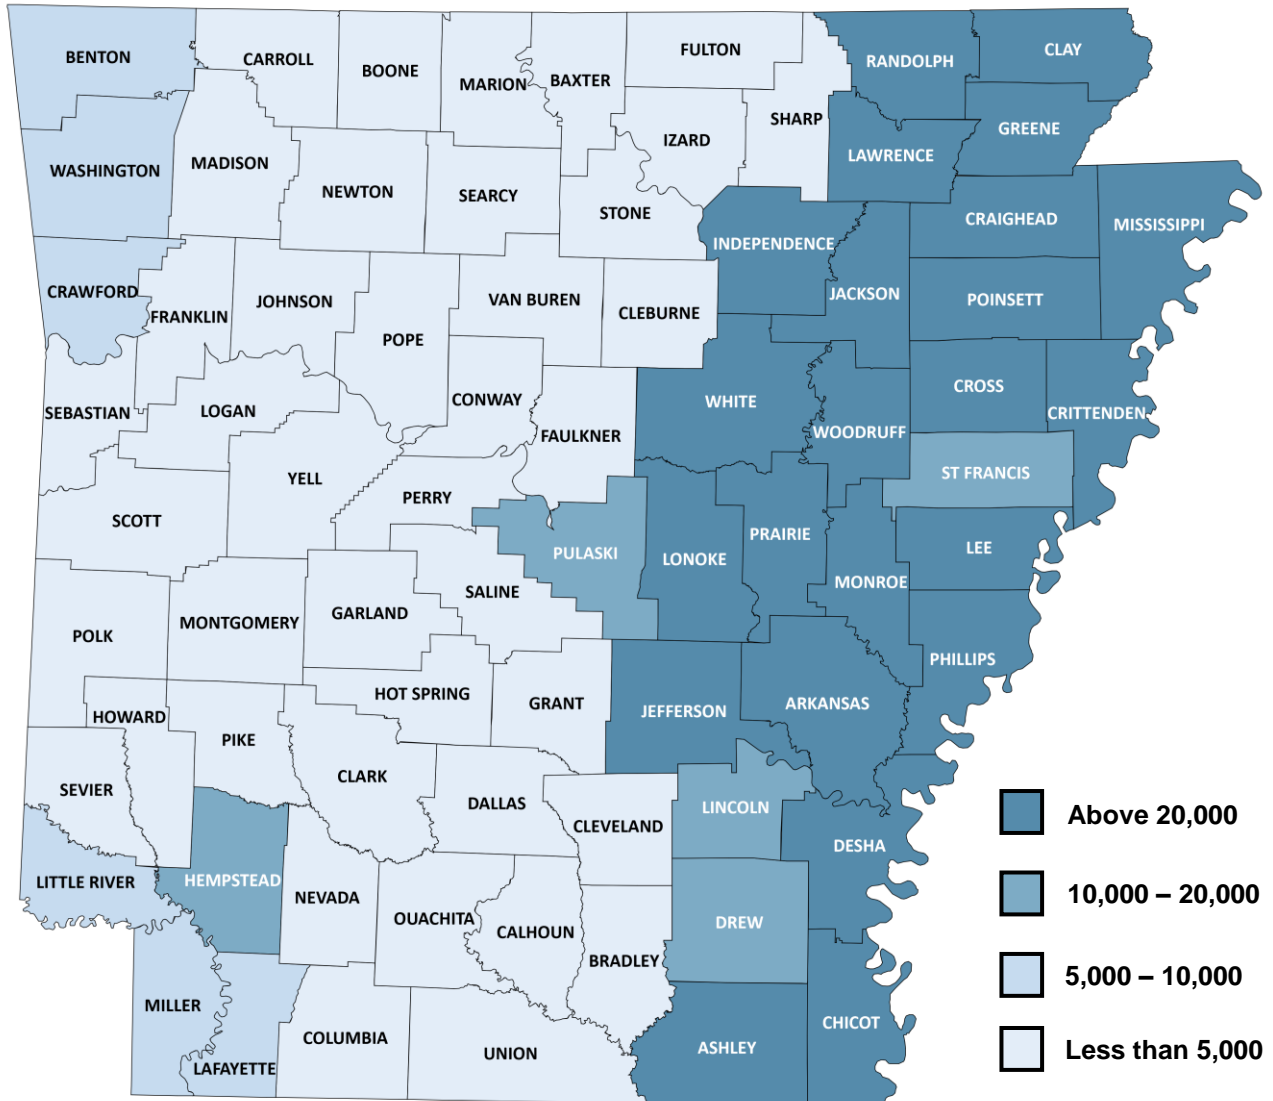 BENTON
CARROLL
BOONE
MARION
BAXTER
FULTON
SHARP
RANDOLPH
CLAY
GREENE
IZARD
LAWRENCE
WASHINGTON
MADISON
NEWTON
SEARCY
STONE
INDEPENDENCE
CRAIGHEAD
MISSISSIPPI
CRAWFORD
FRANKLIN
JOHNSON
POPE
VAN BUREN
CLEBURNE
JACKSON
POINSETT
SEBASTIAN
LOGAN
CONWAY
FAULKNER
WHITE
WOODRUFF
CROSS
CRITTENDEN
YELL
PERRY
ST FRANCIS
SCOTT
PULASKI
LONOKE
PRAIRIE
MONROE
LEE
POLK
MONTGOMERY
GARLAND
SALINE
PHILLIPS
HOWARD
PIKE
HOT SPRING
GRANT
JEFFERSON
ARKANSAS
SEVIER
CLARK
DALLAS
CLEVELAND
LINCOLN
DESHA
LITTLE RIVER
HEMPSTEAD
NEVADA
OUACHITA
CALHOUN
BRADLEY
DREW
MILLER
LAFAYETTE
COLUMBIA
UNION
ASHLEY
CHICOT
Above 20,000
10,000 – 20,000
5,000 – 10,000
Less than 5,000